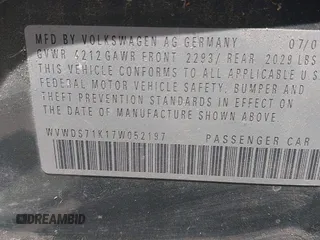 MFD BY VOLKSWAGEN AG GERMANY 07/0
GVWR 4212 GAWR FRONT 2293/ REAR 2028 LBS
THIS VEHICLE CONFORMS TO ALL APPLICABLE U S
FEDERAL MOTOR VEHICLE SAFETY, BUMPER AND
THEFT PREVENTION STANDARDS IN EFFECT ON
THE DATE OF MANUFACTURE SHOWN ABOVE.
WVWDS71K17W052197 PASSENGER CAR
DREAMBID